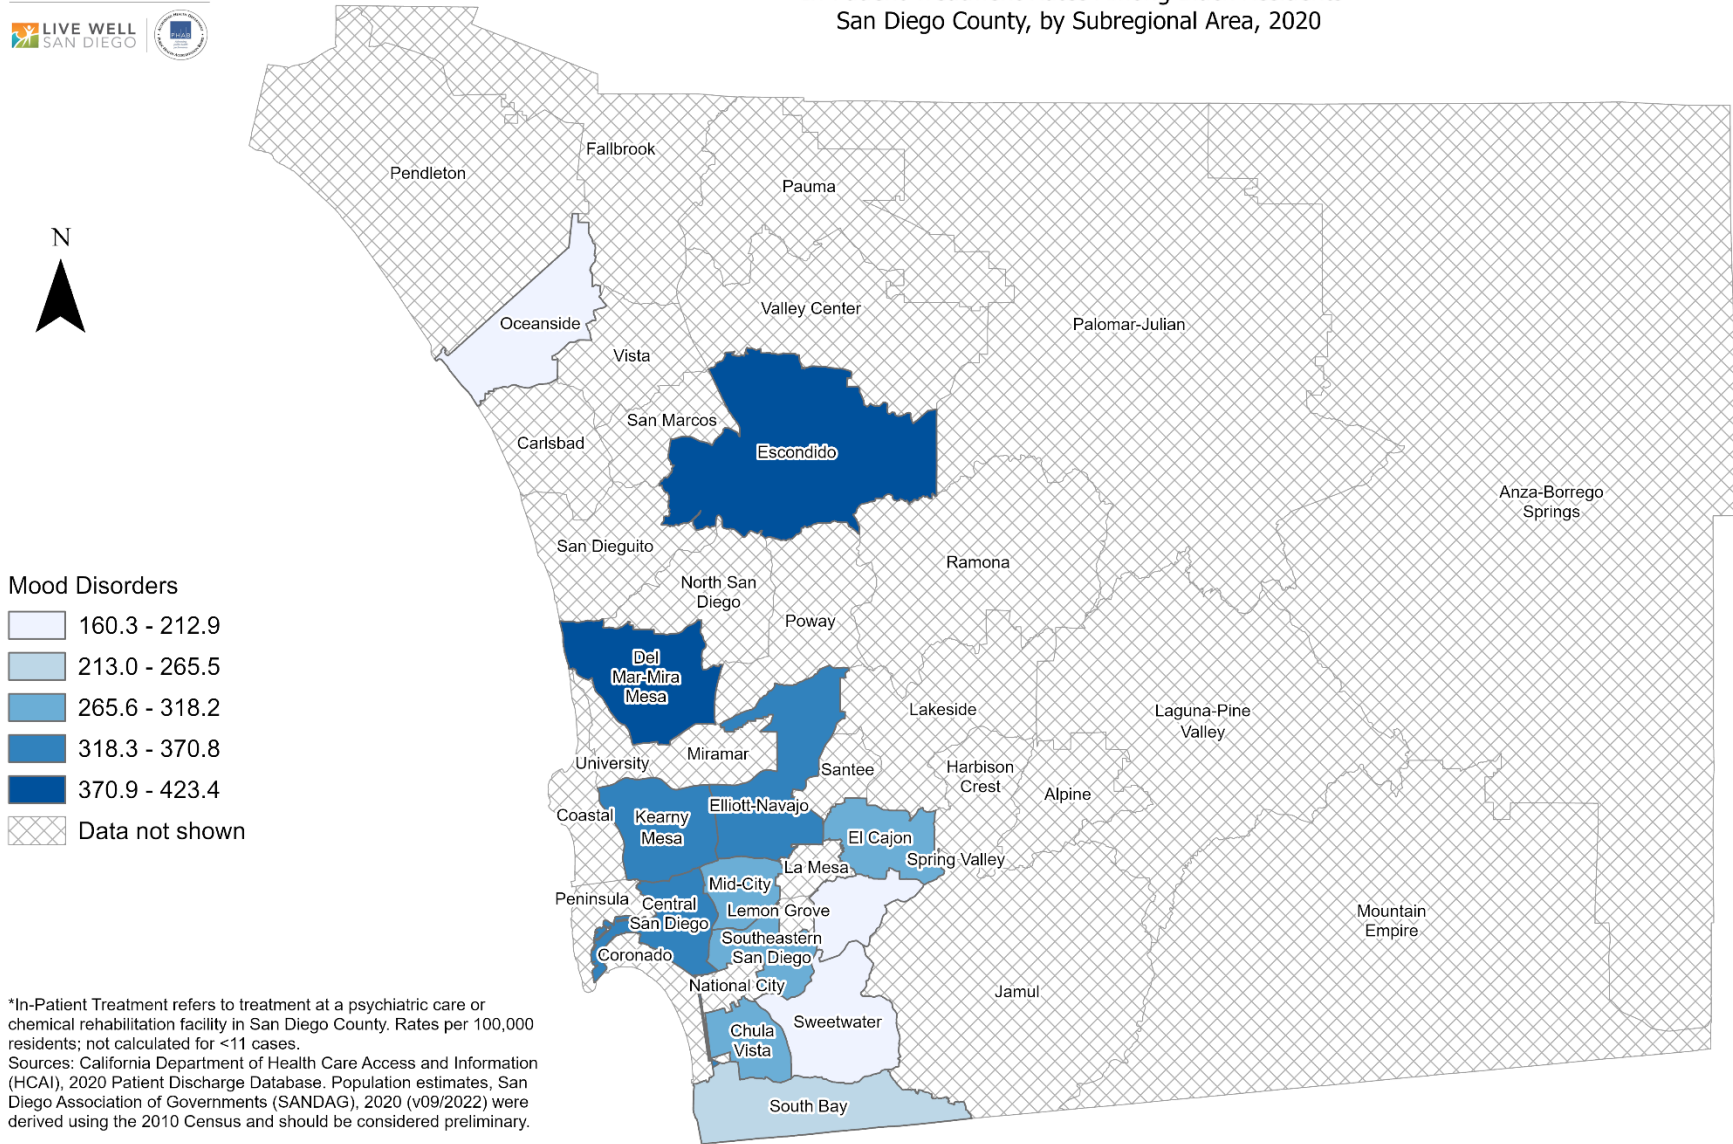 LIVE WELL
SAN DIEGO
PHAB
San Diego County, by Subregional Area, 2020
N
Pendleton
Fallbrook
Pauma
Oceanside
Valley Center
Palomar-Julian
Vista
San Marcos
Carlsbad
Escondido
Anza-Borrego
Springs
San Dieguito
Ramona
North San
Diego
Poway
Del
Mar-Mira
Mesa
Lakeside
Laguna-Pine
Valley
University
Miramar
Santee
Harbison
Crest
Alpine
Coastal
Kearny
Mesa
Elliott-Navajo
El Cajon
Spring Valley
La Mesa
Mid-City
Peninsula
Central
San Diego
Lemon Grove
Mountain
Empire
Southeastern
San Diego
Coronado
National City
Jamul
Sweetwater
Chula
Vista
South Bay
Mood Disorders
160.3 - 212.9
213.0 - 265.5
265.6 - 318.2
318.3 - 370.8
370.9 - 423.4
Data not shown
*In-Patient Treatment refers to treatment at a psychiatric care or
chemical rehabilitation facility in San Diego County. Rates per 100,000
residents; not calculated for <11 cases.
Sources: California Department of Health Care Access and Information
(HCAI), 2020 Patient Discharge Database. Population estimates, San
Diego Association of Governments (SANDAG), 2020 (v09/2022) were
derived using the 2010 Census and should be considered preliminary.